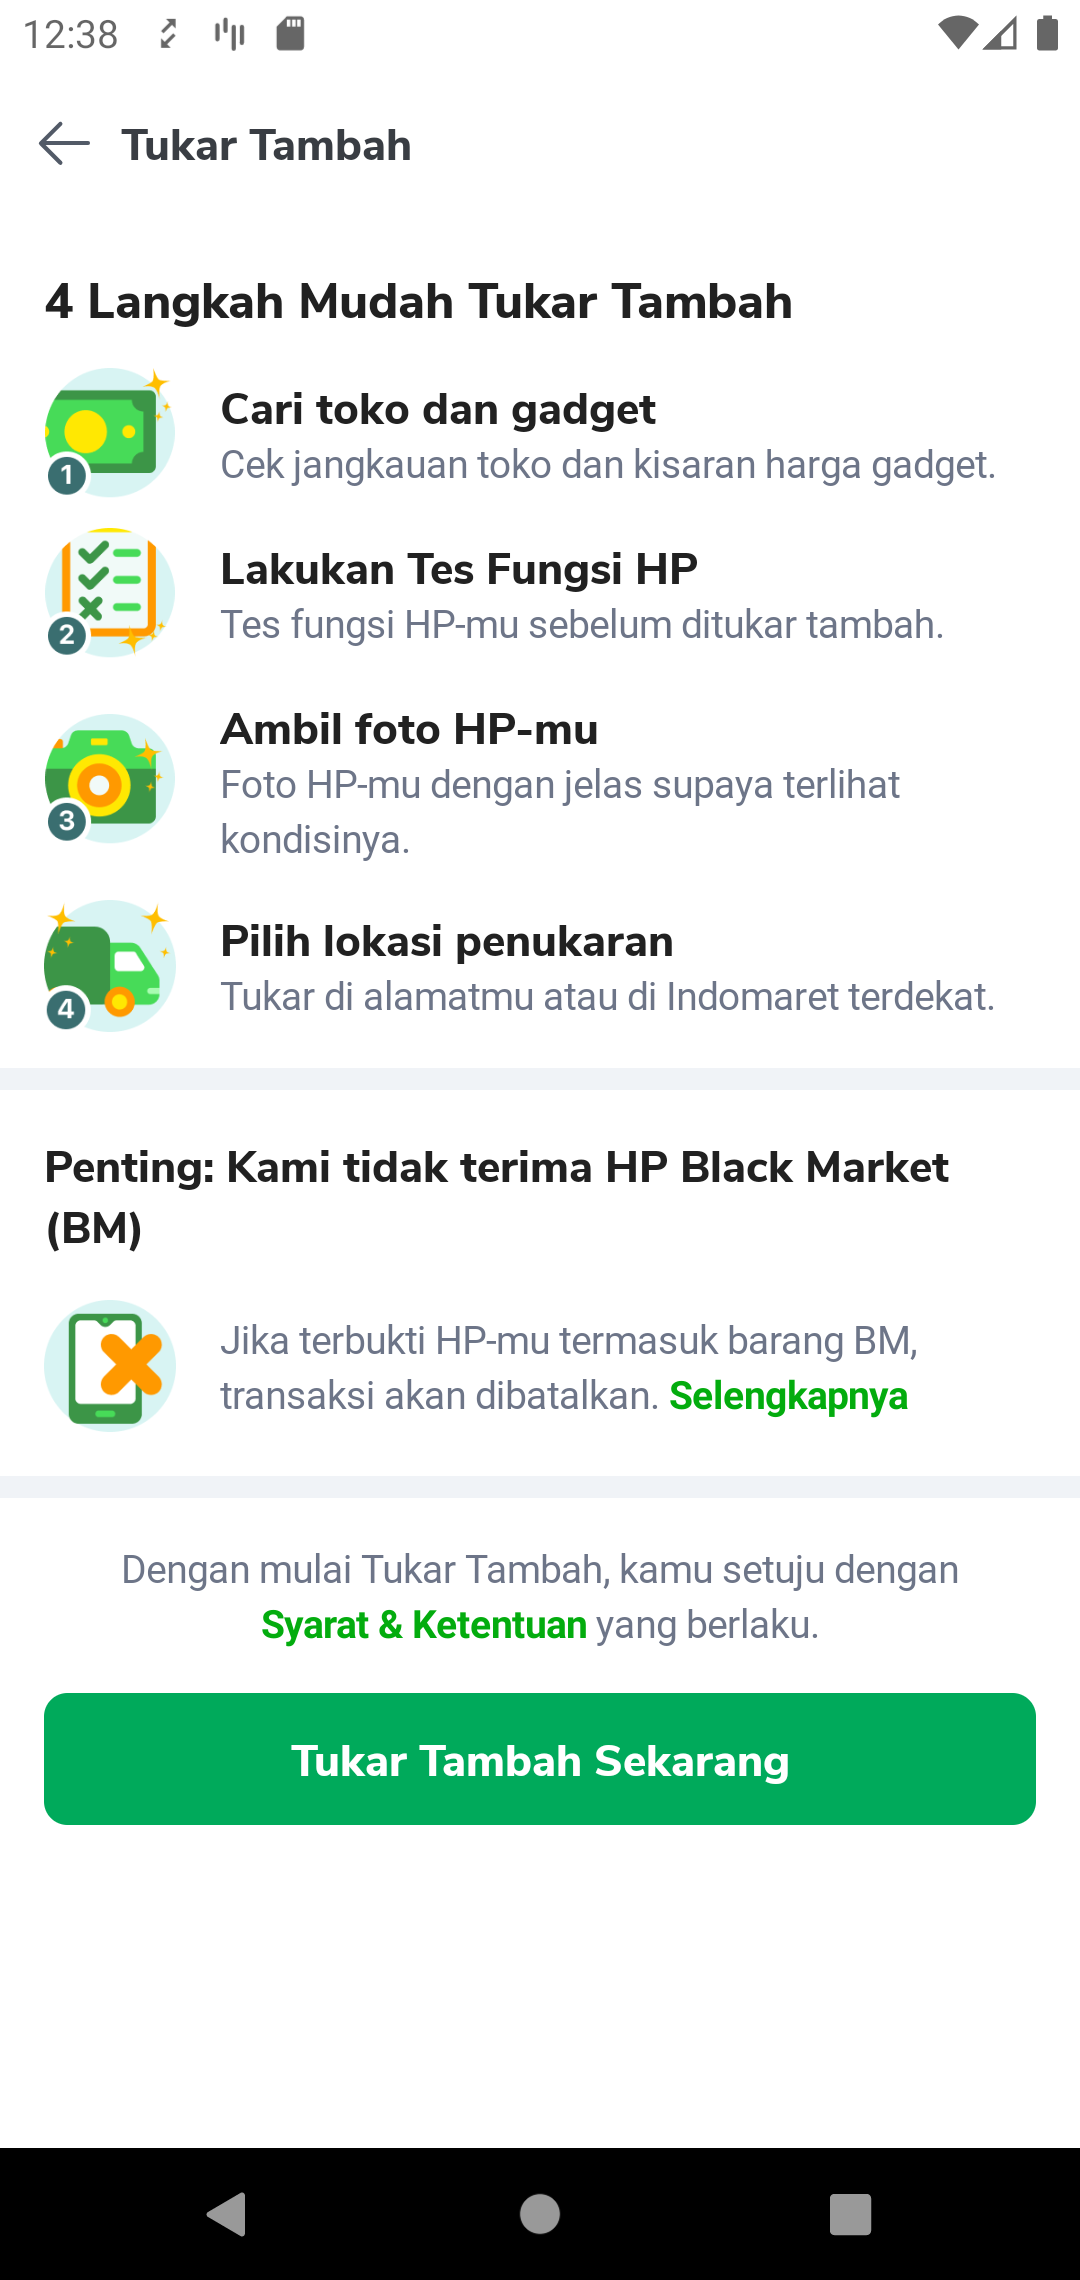 12:38
Tukar Tambah
4 Langkah Mudah Tukar Tambah
1
Cari toko dan gadget
Cek jangkauan toko dan kisaran harga gadget.
2
Lakukan Tes Fungsi HP
Tes fungsi HP-mu sebelum ditukar tambah.
3
Ambil foto HP-mu
Foto HP-mu dengan jelas supaya terlihat
kondisinya.
4
Pilih lokasi penukaran
Tukar di alamatmu atau di Indomaret terdekat.
Penting: Kami tidak terima HP Black Market
(BM)
Jika terbukti HP-mu termasuk barang BM,
transaksi akan dibatalkan. Selengkapnya
Dengan mulai Tukar Tambah, kamu setuju dengan
Syarat & Ketentuan yang berlaku.
Tukar Tambah Sekarang